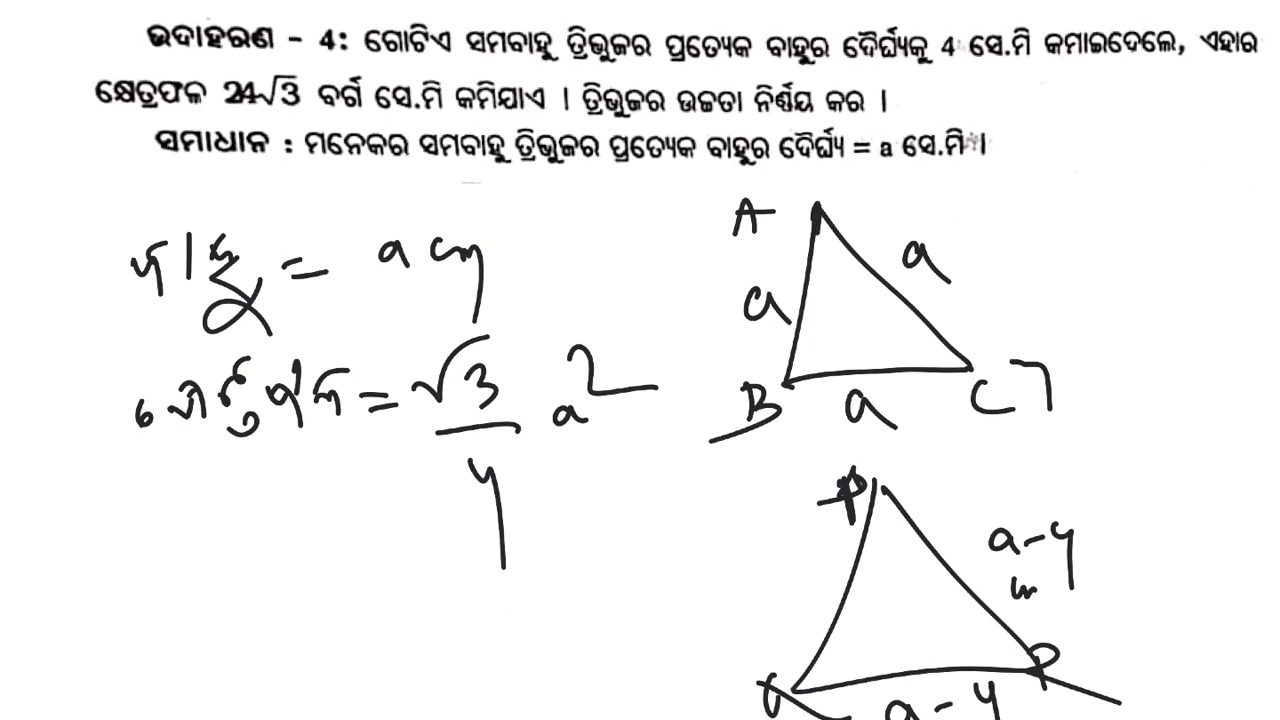 ଉଦାହରଣ - 4: ଗୋଟିଏ ସମବାହୁ ତ୍ରିଭୁଜର ପ୍ରତ୍ୟେକ ବାହୁର ଦୈର୍ଘ୍ୟକୁ 4 ସେ.ମି କମାଇଦେଲେ, ଏହାର
କ୍ଷେତ୍ରଫଳ 24√3 ବର୍ଗ ସେ.ମି କମିଯାଏ । ତ୍ରିଭୁଜର ଉଚ୍ଚତା ନିର୍ଣ୍ଣୟ କର ।
ସମାଧାନ : ମନେକର ସମବାହୁ ତ୍ରିଭୁଜର ପ୍ରତ୍ୟେକ ବାହୁର ଦୈର୍ଘ୍ୟ = a ସେ.ମି ।
A
ବାହୁ = a cm
a
a
କ୍ଷେତ୍ରଫଳ = √3/4 a²
B
a
C
P
a-4
a-4